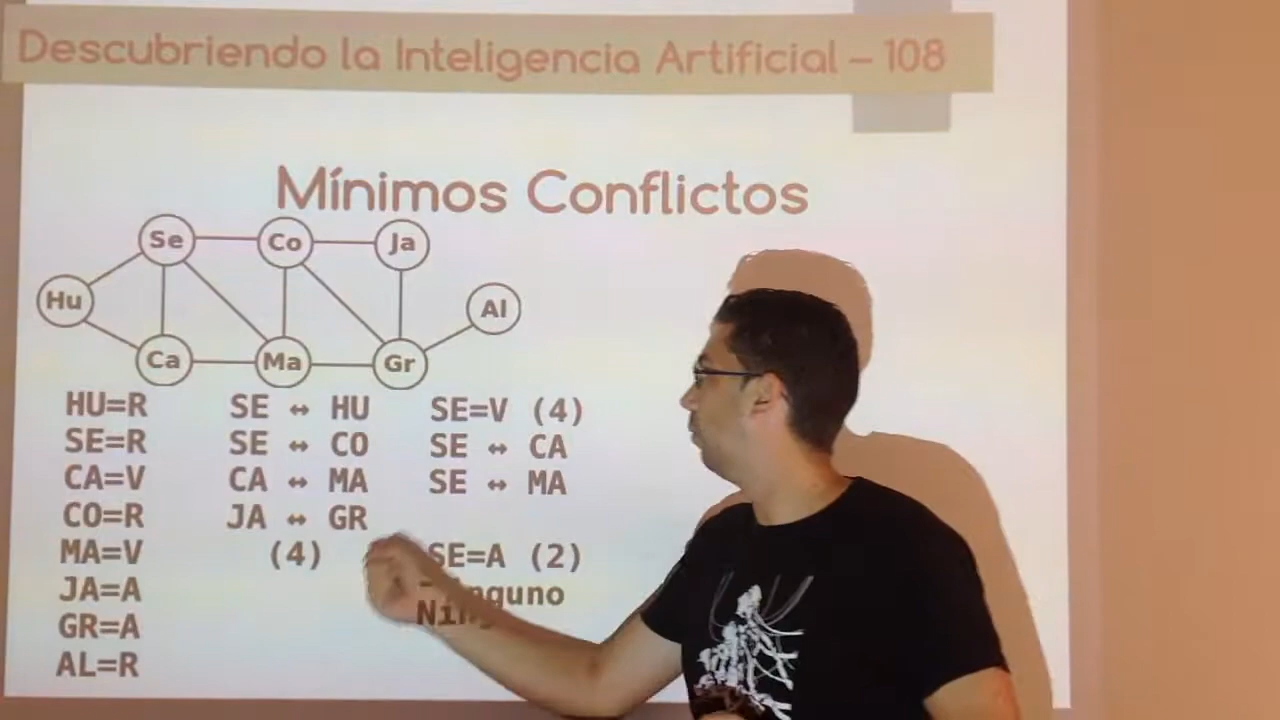 Descubriendo la Inteligencia Artificial – 108
Mínimos Conflictos
Se Co Ja
Hu Al
Ca Ma Gr
HU=R SE ↔ HU SE=V (4)
SE=R SE ↔ CO SE ↔ CA
CA=V CA ↔ MA SE ↔ MA
CO=R JA ↔ GR
MA=V (4) SE=A (2)
JA=A Ninguno
GR=A
AL=R